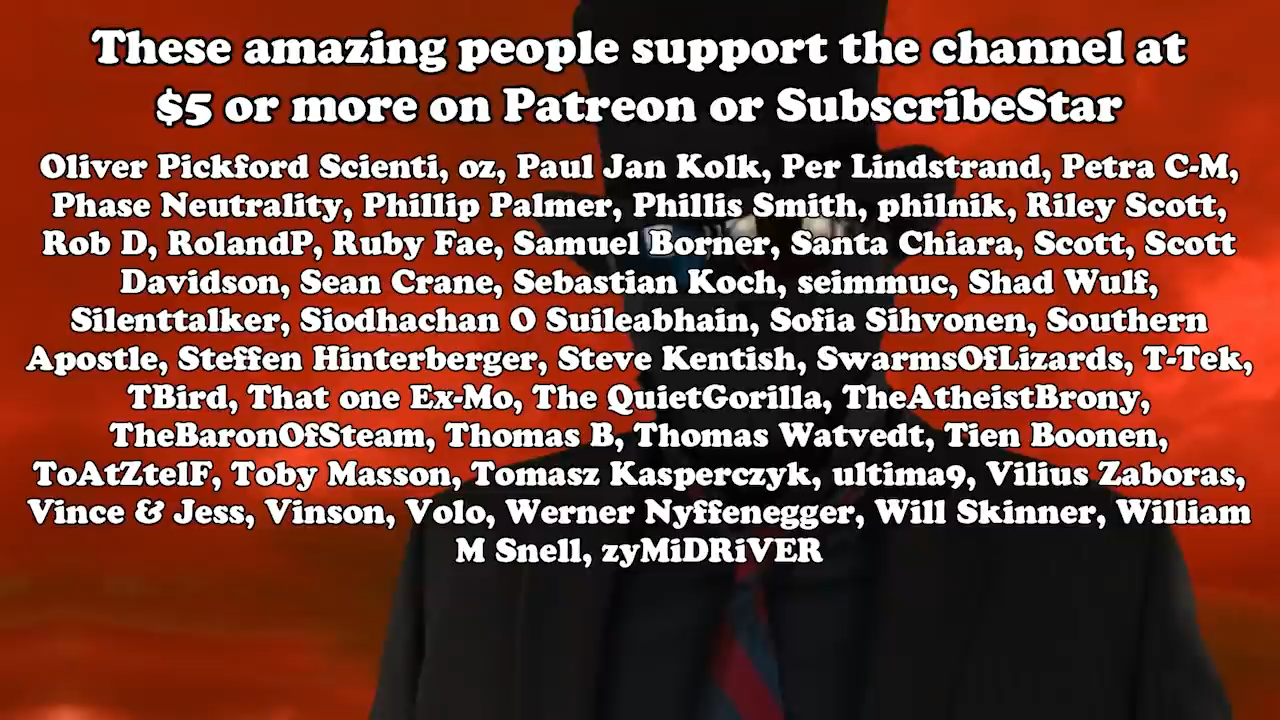 These amazing people support the channel at
$5 or more on Patreon or SubscribeStar
Oliver Pickford Scienti, oz, Paul Jan Kolk, Per Lindstrand, Petra C-M,
Phase Neutrality, Phillip Palmer, Phillis Smith, philnik, Riley Scott,
Rob D, RolandP, Ruby Fae, Samuel Borner, Santa Chiara, Scott, Scott
Davidson, Sean Crane, Sebastian Koch, seimmuc, Shad Wulf,
Silenttalker, Siodhachan O Suileabhain, Sofia Sihvonen, Southern
Apostle, Steffen Hinterberger, Steve Kentish, SwarmsOfLizards, T-Tek,
TBird, That one Ex-Mo, The QuietGorilla, TheAtheistBrony,
TheBaronOfSteam, Thomas B, Thomas Watvedt, Tien Boonen,
ToAtZtelF, Toby Masson, Tomasz Kasperczyk, ultima9, Vilius Zaboras,
Vince & Jess, Vinson, Volo, Werner Nyffenegger, Will Skinner, William
M Snell, zyMiDRiVER